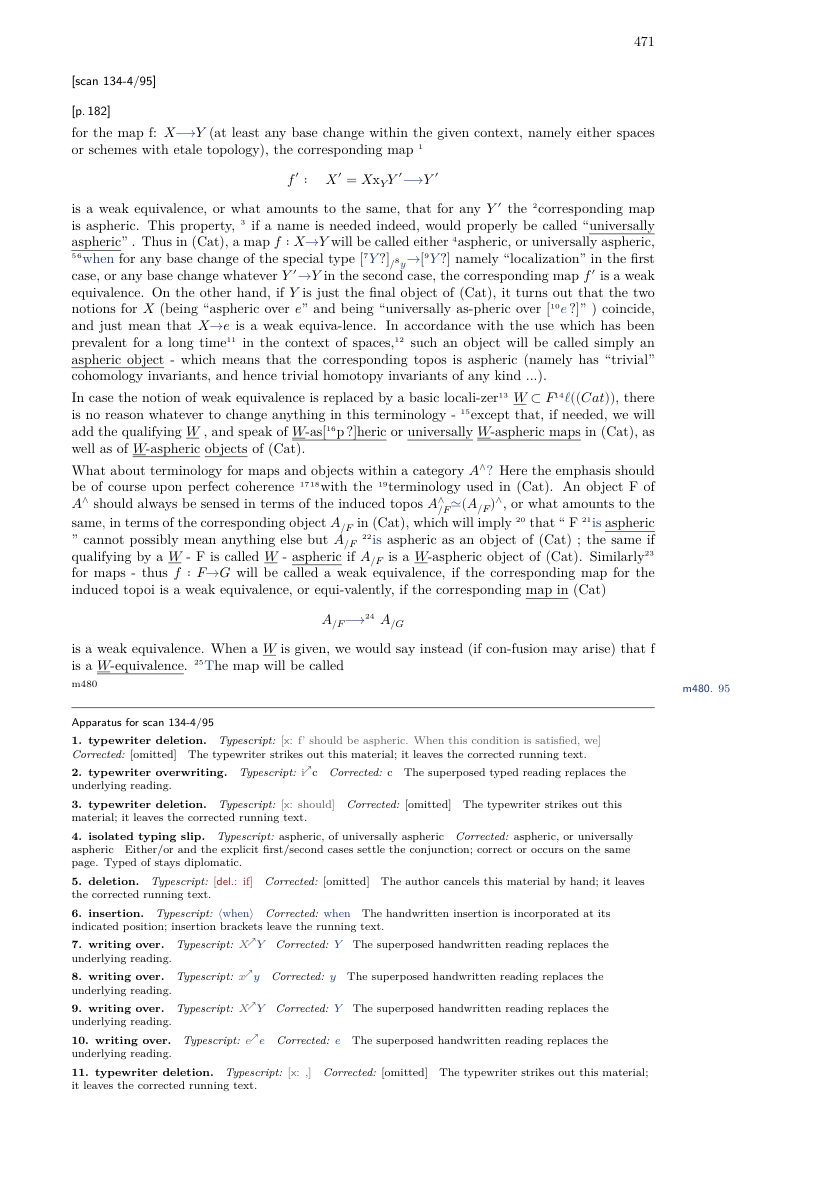 471
[scan 134-4/95]
[p. 182]
for the map f: X⟶Y (at least any base change within the given context, namely either spaces
or schemes with etale topology), the corresponding map ¹
f′ : X′ = XxYY′⟶Y′
is a weak equivalence, or what amounts to the same, that for any Y′ the ²corresponding map
is aspheric. This property, ³ if a name is needed indeed, would properly be called “universally
aspheric” . Thus in (Cat), a map f : X→Y will be called either ⁴aspheric, or universally aspheric,
⁵⁶when for any base change of the special type [⁷Y?]/⁸y→[⁹Y?] namely “localization” in the first
case, or any base change whatever Y′→Y in the second case, the corresponding map f′ is a weak
equivalence. On the other hand, if Y is just the final object of (Cat), it turns out that the two
notions for X (being “aspheric over e” and being “universally as-pheric over [¹⁰e ?]” ) coincide,
and just mean that X→e is a weak equiva-lence. In accordance with the use which has been
prevalent for a long time¹¹ in the context of spaces,¹² such an object will be called simply an
aspheric object - which means that the corresponding topos is aspheric (namely has “trivial”
cohomology invariants, and hence trivial homotopy invariants of any kind ...).
In case the notion of weak equivalence is replaced by a basic locali-zer¹³ W ⊂ F¹⁴ℓ((Cat)), there
is no reason whatever to change anything in this terminology - ¹⁵except that, if needed, we will
add the qualifying W , and speak of W-as[¹⁶p ?]heric or universally W-aspheric maps in (Cat), as
well as of W-aspheric objects of (Cat).
What about terminology for maps and objects within a category A^? Here the emphasis should
be of course upon perfect coherence ¹⁷¹⁸with the ¹⁹terminology used in (Cat). An object F of
A^ should always be sensed in terms of the induced topos A^/F≃(A/F)^, or what amounts to the
same, in terms of the corresponding object A/F in (Cat), which will imply ²⁰ that “ F ²¹is aspheric
” cannot possibly mean anything else but A/F ²²is aspheric as an object of (Cat) ; the same if
qualifying by a W - F is called W - aspheric if A/F is a W-aspheric object of (Cat). Similarly²³
for maps - thus f : F→G will be called a weak equivalence, if the corresponding map for the
induced topoi is a weak equivalence, or equi-valently, if the corresponding map in (Cat)
A/F⟶²⁴ A/G
is a weak equivalence. When a W is given, we would say instead (if con-fusion may arise) that f
is a W-equivalence. ²⁵The map will be called
m480
m480. 95
Apparatus for scan 134-4/95
1. typewriter deletion. Typescript: [x: f’ should be aspheric. When this condition is satisfied, we]
Corrected: [omitted] The typewriter strikes out this material; it leaves the corrected running text.
2. typewriter overwriting. Typescript: i↗c Corrected: c The superposed typed reading replaces the
underlying reading.
3. typewriter deletion. Typescript: [x: should] Corrected: [omitted] The typewriter strikes out this
material; it leaves the corrected running text.
4. isolated typing slip. Typescript: aspheric, of universally aspheric Corrected: aspheric, or universally
aspheric Either/or and the explicit first/second cases settle the conjunction; correct or occurs on the same
page. Typed of stays diplomatic.
5. deletion. Typescript: [del.: if] Corrected: [omitted] The author cancels this material by hand; it leaves
the corrected running text.
6. insertion. Typescript: ⟨when⟩ Corrected: when The handwritten insertion is incorporated at its
indicated position; insertion brackets leave the running text.
7. writing over. Typescript: X↗Y Corrected: Y The superposed handwritten reading replaces the
underlying reading.
8. writing over. Typescript: x↗y Corrected: y The superposed handwritten reading replaces the
underlying reading.
9. writing over. Typescript: X↗Y Corrected: Y The superposed handwritten reading replaces the
underlying reading.
10. writing over. Typescript: e↗e Corrected: e The superposed handwritten reading replaces the
underlying reading.
11. typewriter deletion. Typescript: [x: ,] Corrected: [omitted] The typewriter strikes out this material;
it leaves the corrected running text.